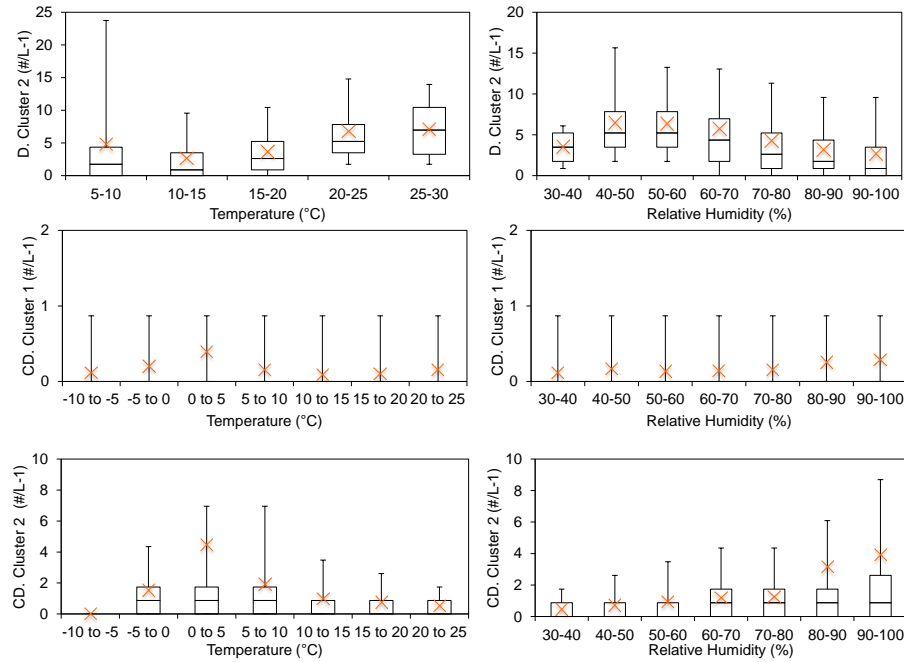 25
20
15
10
5
0
D. Cluster 2 (#/L-1)
5-10 10-15 15-20 20-25 25-30
Temperature (°C)
20
15
10
5
0
D. Cluster 2 (#/L-1)
30-40 40-50 50-60 60-70 70-80 80-90 90-100
Relative Humidity (%)
2
1
0
CD. Cluster 1 (#/L-1)
-10 to -5 -5 to 0 0 to 5 5 to 10 10 to 15 15 to 20 20 to 25
Temperature (°C)
2
1
0
CD. Cluster 1 (#/L-1)
30-40 40-50 50-60 60-70 70-80 80-90 90-100
Relative Humidity (%)
10
8
6
4
2
0
CD. Cluster 2 (#/L-1)
-10 to -5 -5 to 0 0 to 5 5 to 10 10 to 15 15 to 20 20 to 25
Temperature (°C)
10
8
6
4
2
0
CD. Cluster 2 (#/L-1)
30-40 40-50 50-60 60-70 70-80 80-90 90-100
Relative Humidity (%)